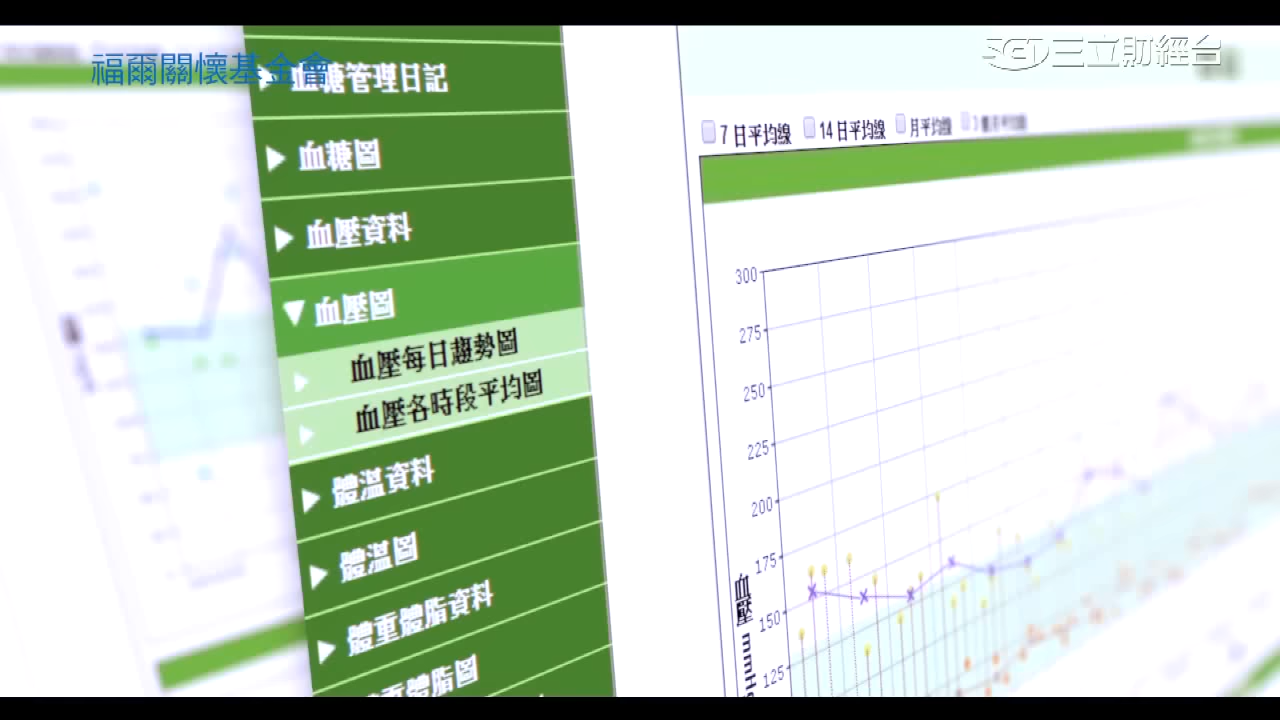 福爾關懷基金會
SET三立財經台
血糖管理日記
血糖圖
血壓資料
血壓圖
血壓每日趨勢圖
血壓各時段平均圖
體溫資料
體溫圖
體重體脂資料
體重體脂圖
7 日平均線
14 日平均線
月平均線
300
275
250
225
200
175
150
125
血壓 mmHg